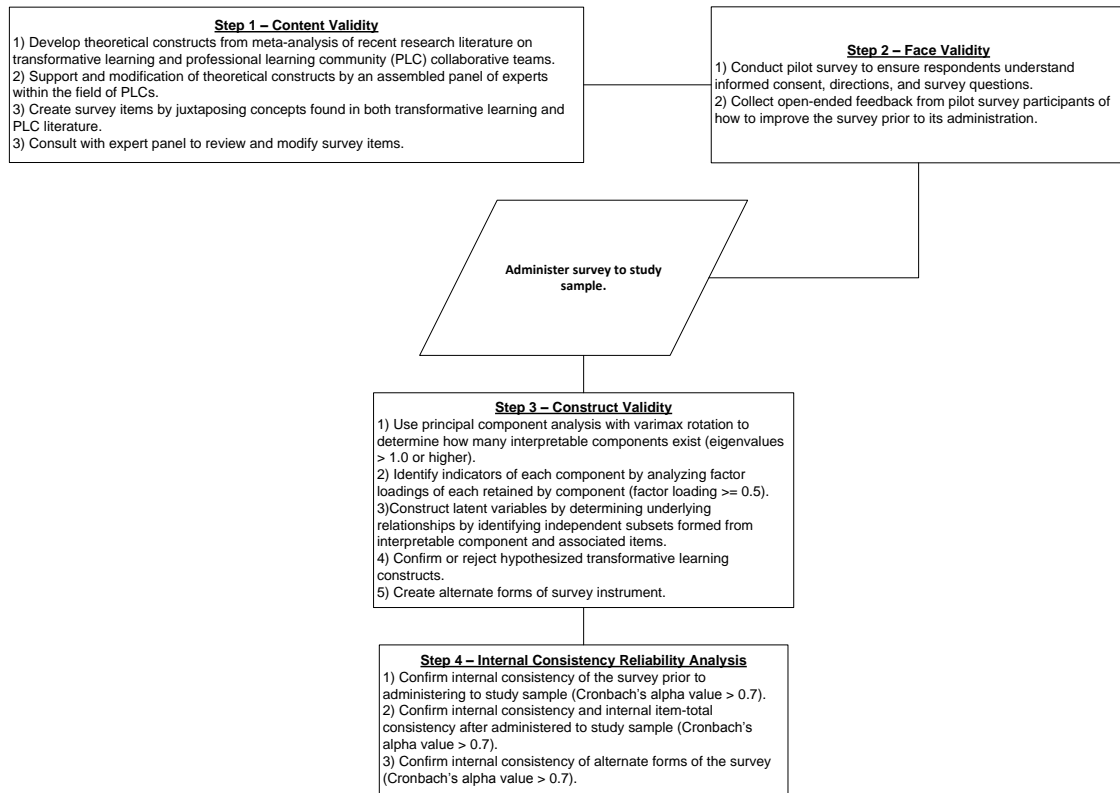 Step 1 – Content Validity
1) Develop theoretical constructs from meta-analysis of recent research literature on
transformative learning and professional learning community (PLC) collaborative teams.
2) Support and modification of theoretical constructs by an assembled panel of experts
within the field of PLCs.
3) Create survey items by juxtaposing concepts found in both transformative learning and
PLC literature.
3) Consult with expert panel to review and modify survey items.
Step 2 – Face Validity
1) Conduct pilot survey to ensure respondents understand
informed consent, directions, and survey questions.
2) Collect open-ended feedback from pilot survey participants of
how to improve the survey prior to its administration.
Administer survey to study
sample.
Step 3 – Construct Validity
1) Use principal component analysis with varimax rotation to
determine how many interpretable components exist (eigenvalues
> 1.0 or higher).
2) Identify indicators of each component by analyzing factor
loadings of each retained by component (factor loading >= 0.5).
3)Construct latent variables by determining underlying
relationships by identifying independent subsets formed from
interpretable component and associated items.
4) Confirm or reject hypothesized transformative learning
constructs.
5) Create alternate forms of survey instrument.
Step 4 – Internal Consistency Reliability Analysis
1) Confirm internal consistency of the survey prior to
administering to study sample (Cronbach's alpha value > 0.7).
2) Confirm internal consistency and internal item-total
consistency after administered to study sample (Cronbach's
alpha value > 0.7).
3) Confirm internal consistency of alternate forms of the survey
(Cronbach's alpha value > 0.7).